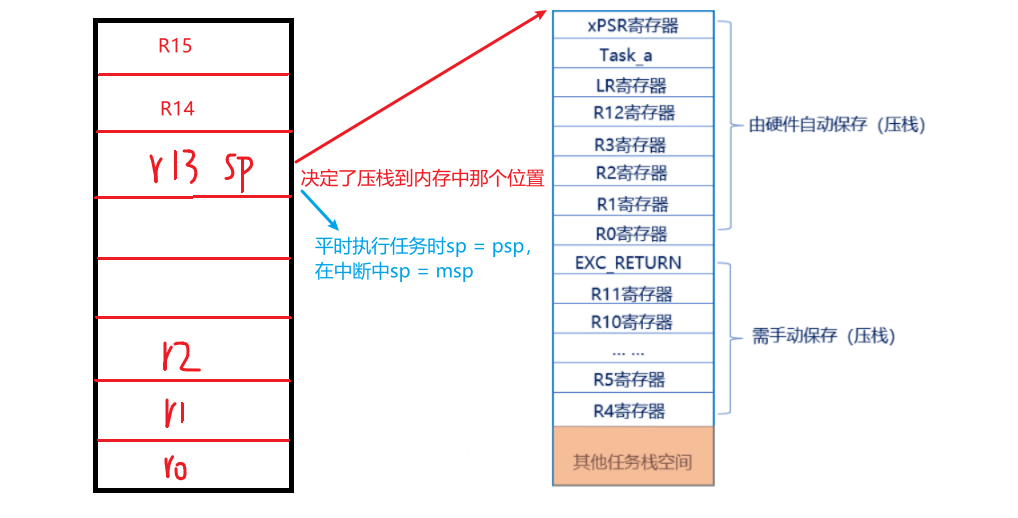 R15
R14
r13 sp
r2
r1
r0
决定了压栈到内存中那个位置
平时执行任务时sp = psp，
在中断中sp = msp
xPSR寄存器
Task_a
LR寄存器
R12寄存器
R3寄存器
R2寄存器
R1寄存器
R0寄存器
EXC_RETURN
R11寄存器
R10寄存器
... ...
R5寄存器
R4寄存器
其他任务栈空间
由硬件自动保存（压栈）
需手动保存（压栈）